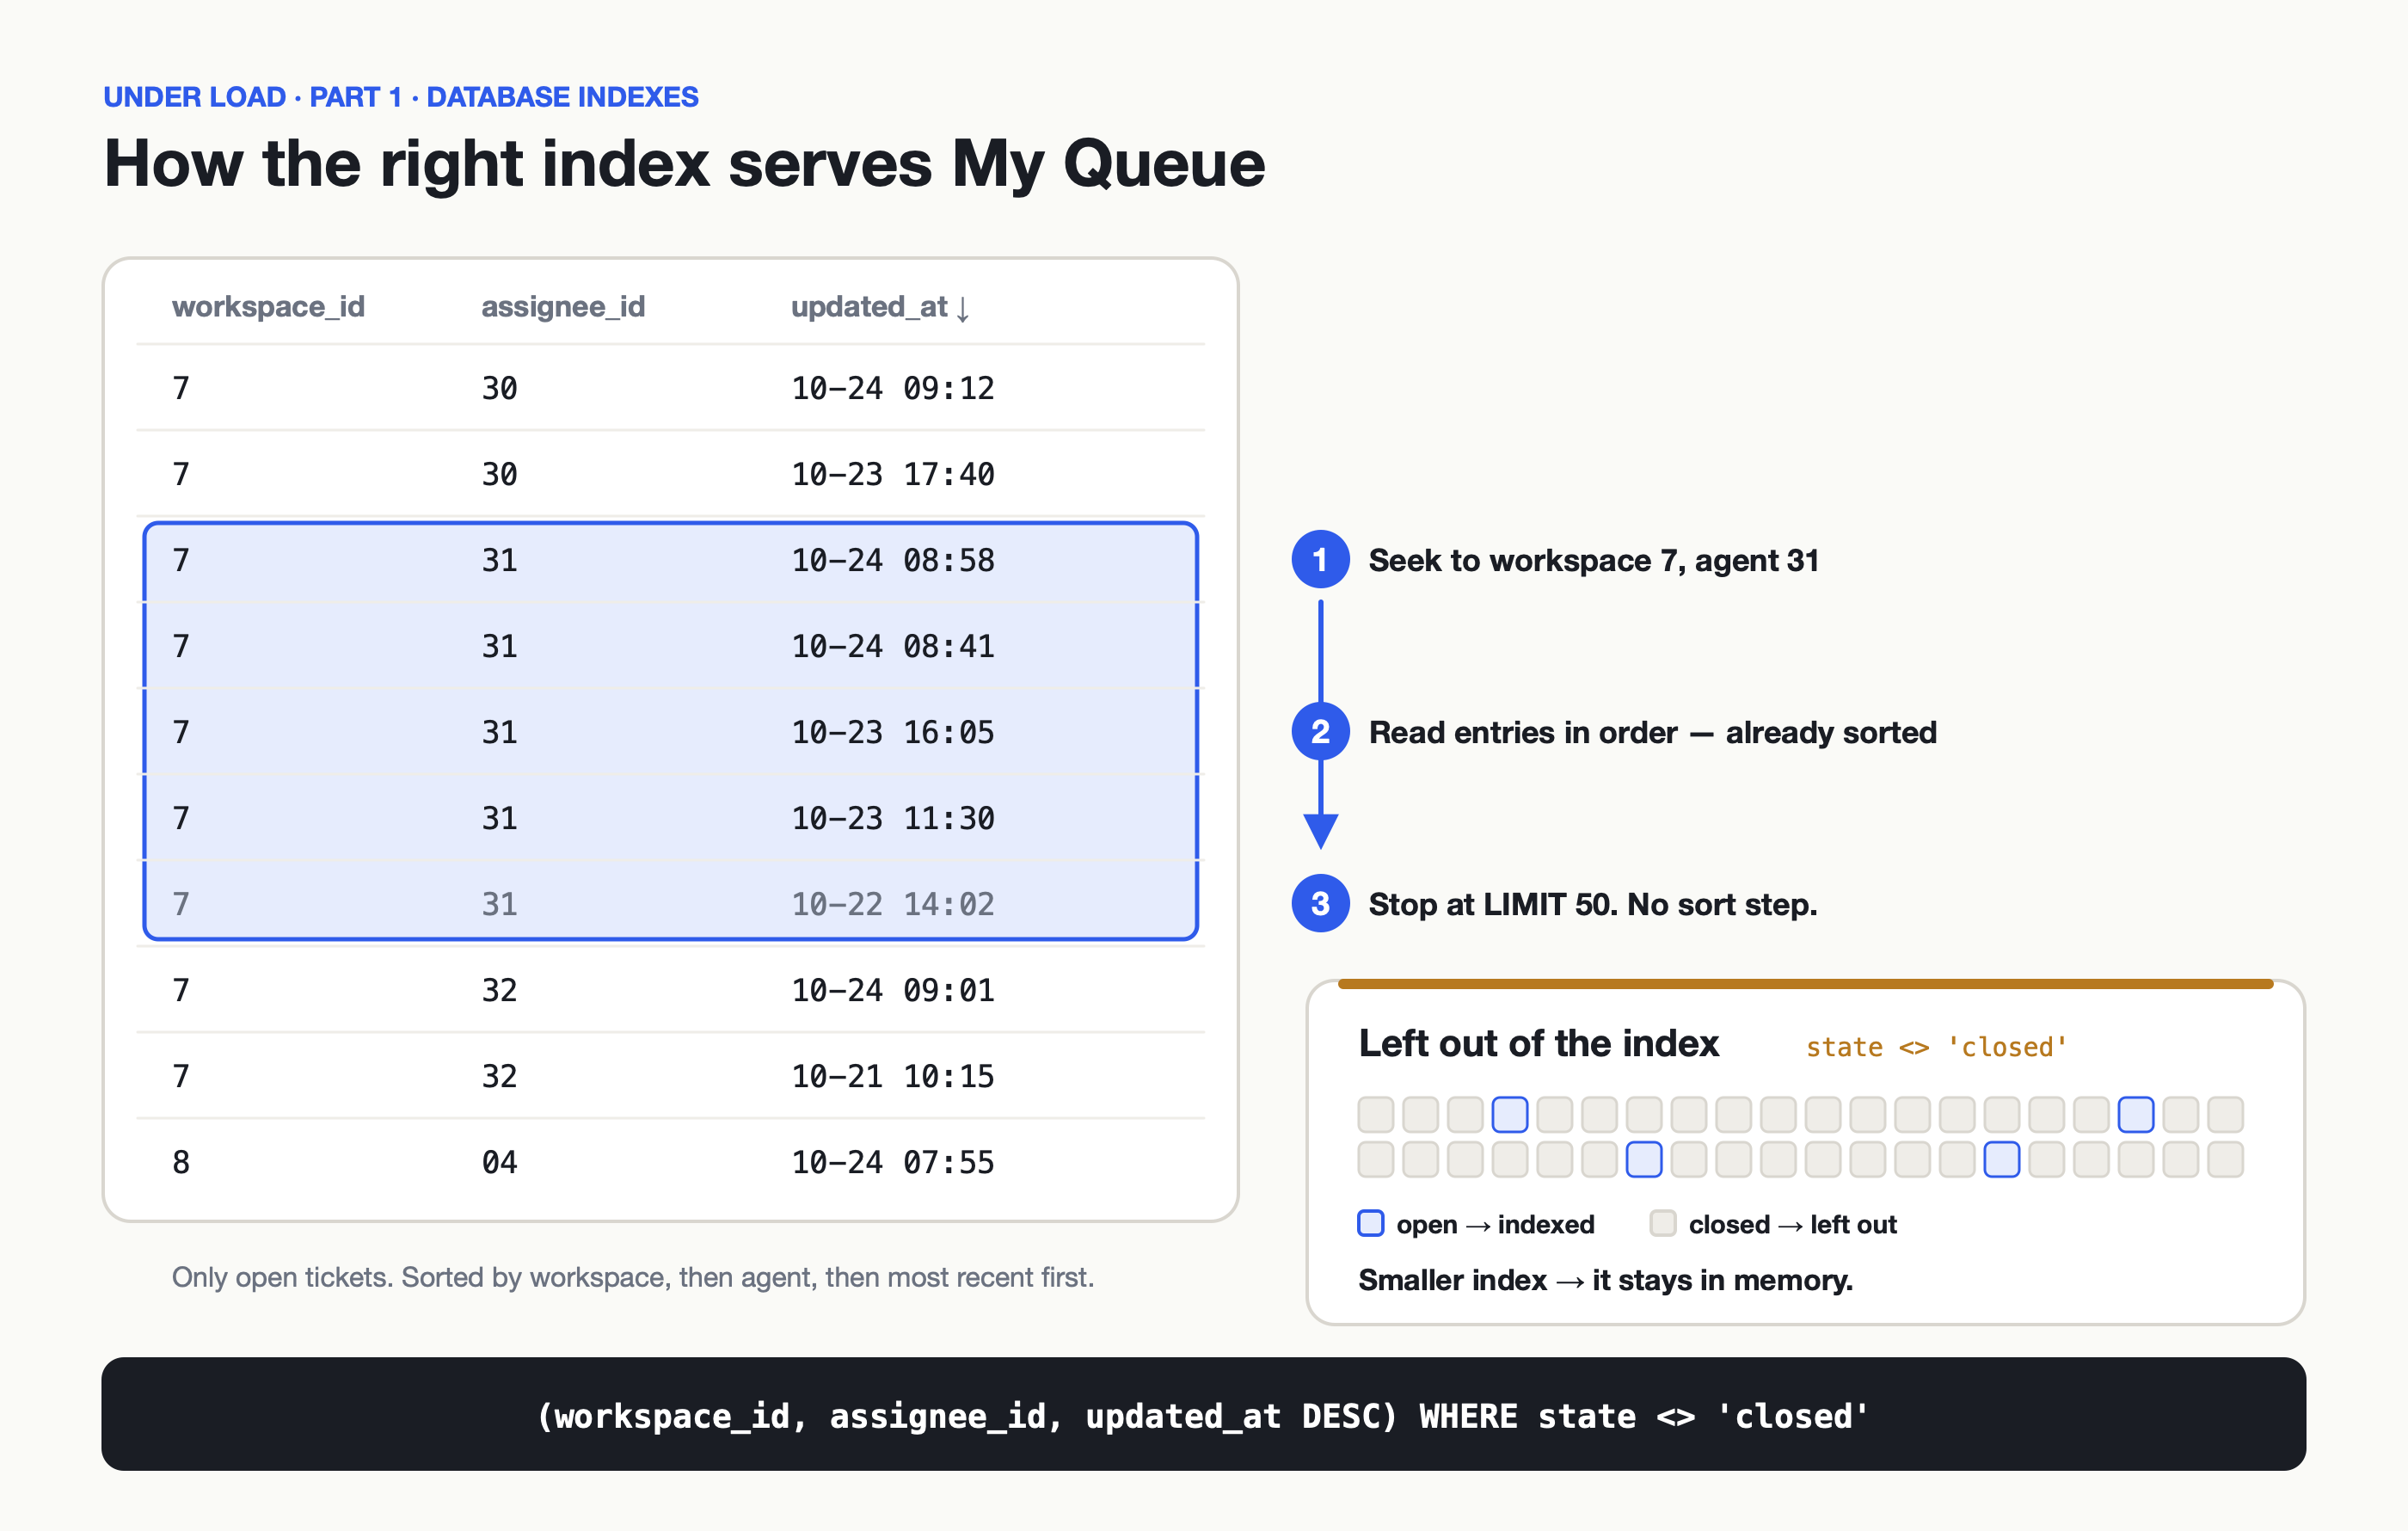 UNDER LOAD · PART 1 · DATABASE INDEXES
How the right index serves My Queue
workspace_id assignee_id updated_at ↓
7 30 10-24 09:12
7 30 10-23 17:40
7 31 10-24 08:58
7 31 10-24 08:41
7 31 10-23 16:05
7 31 10-23 11:30
7 31 10-22 14:02
7 32 10-24 09:01
7 32 10-21 10:15
8 04 10-24 07:55
Only open tickets. Sorted by workspace, then agent, then most recent first.
1 Seek to workspace 7, agent 31
2 Read entries in order — already sorted
3 Stop at LIMIT 50. No sort step.
Left out of the index state <> 'closed'
open → indexed closed → left out
Smaller index → it stays in memory.
(workspace_id, assignee_id, updated_at DESC) WHERE state <> 'closed'